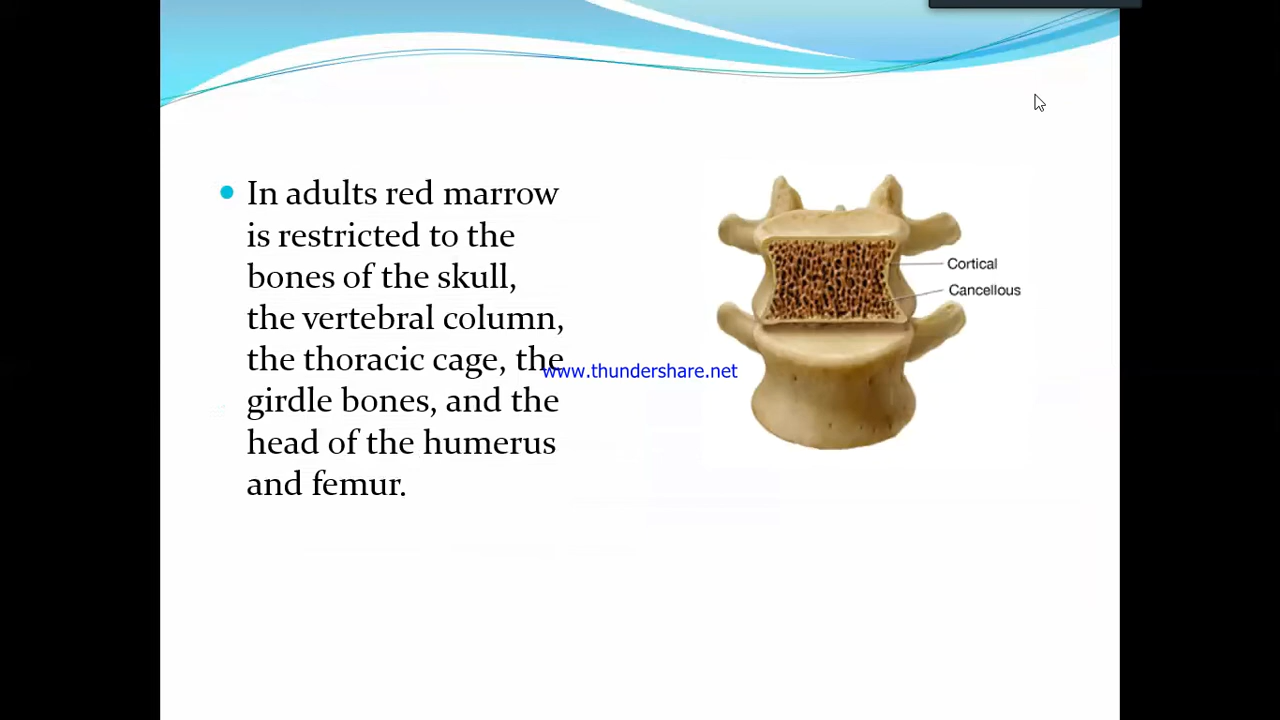 In adults red marrow
is restricted to the
bones of the skull,
the vertebral column,
the thoracic cage, the
girdle bones, and the
head of the humerus
and femur.
www.thundershare.net
Cortical
Cancellous